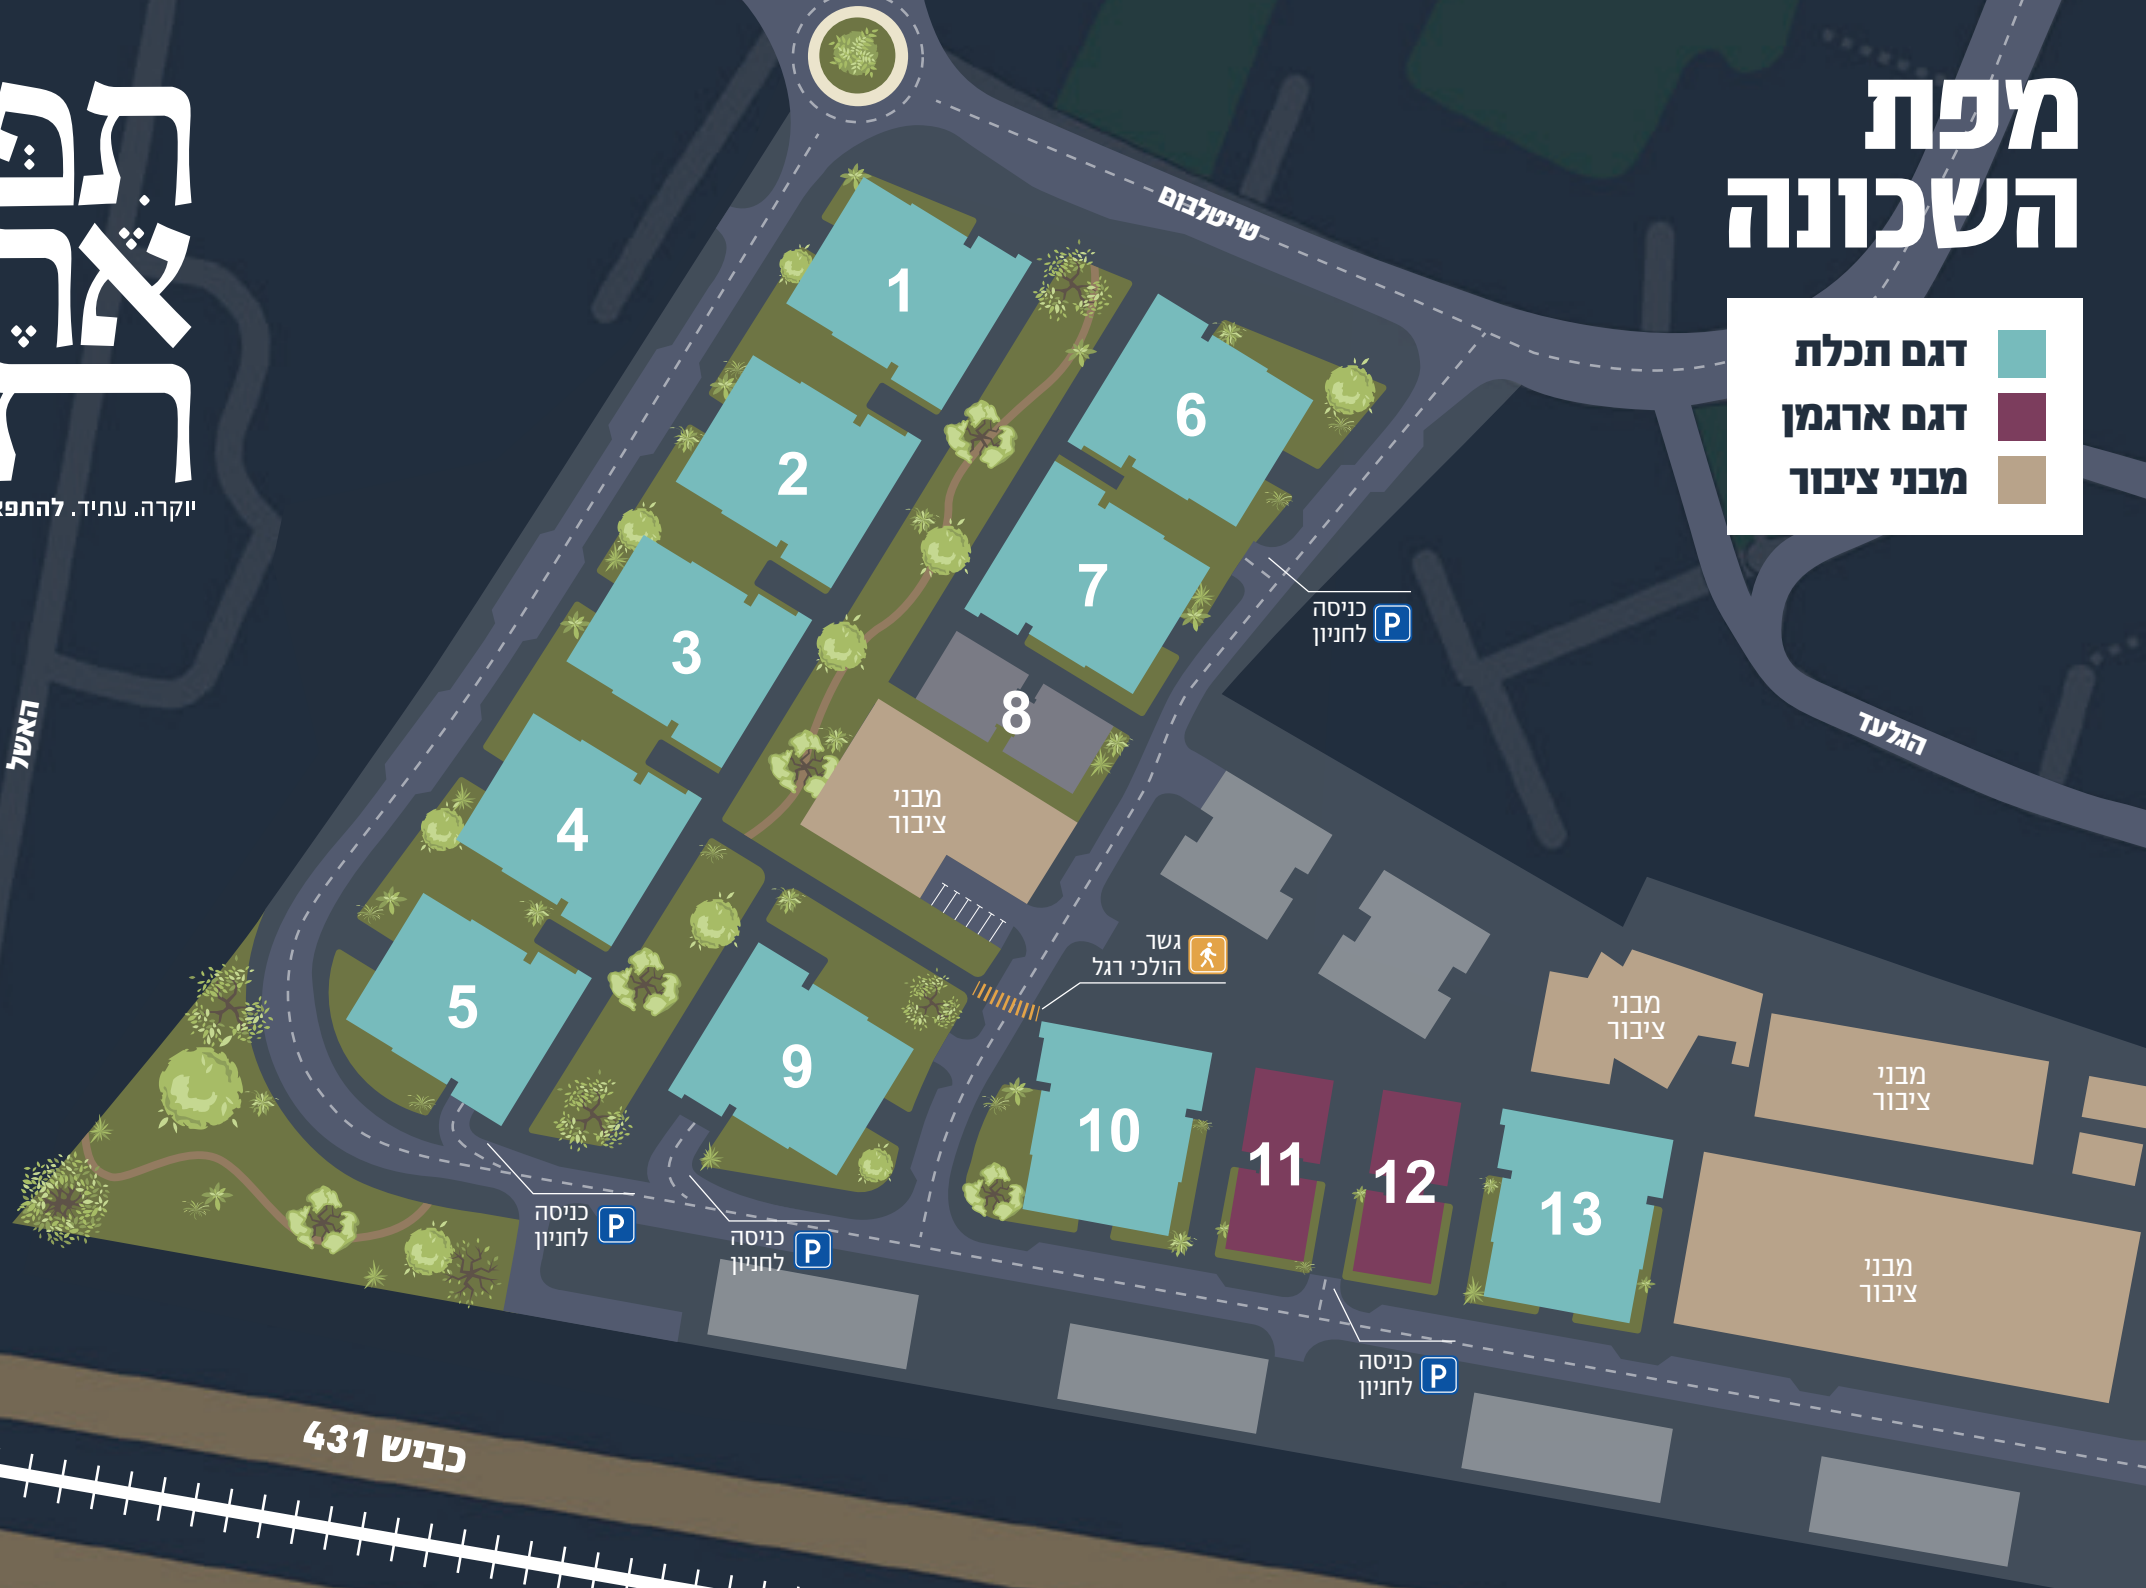 מפת
השכונה
דגם תכלת
דגם ארגמן
מבני ציבור
יוקרה. עתיד.
טייטלבום
האשל
הגלעד
1
2
3
4
5
6
7
8
9
10
11
12
13
מבני
ציבור
מבני
ציבור
מבני
ציבור
מבני
ציבור
P כניסה
לחניון
גשר
הולכי רגל
P כניסה
לחניון
P כניסה
לחניון
P כניסה
לחניון
כביש 431